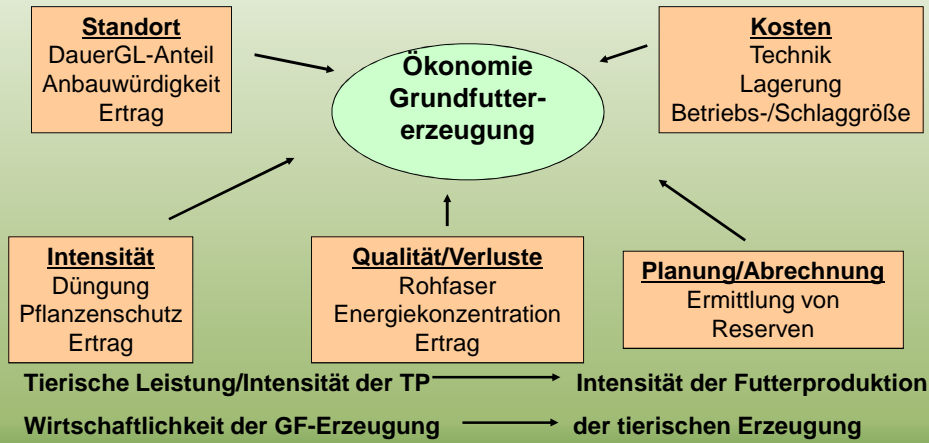 Standort
DauerGL-Anteil
Anbauwürdigkeit
Ertrag
Ökonomie
Grundfutter-
erzeugung
Kosten
Technik
Lagerung
Betriebs-/Schlaggröße
Intensität
Düngung
Pflanzenschutz
Ertrag
Qualität/Verluste
Rohfaser
Energiekonzentration
Ertrag
Planung/Abrechnung
Ermittlung von
Reserven
Tierische Leistung/Intensität der TP Intensität der Futterproduktion
Wirtschaftlichkeit der GF-Erzeugung der tierischen Erzeugung